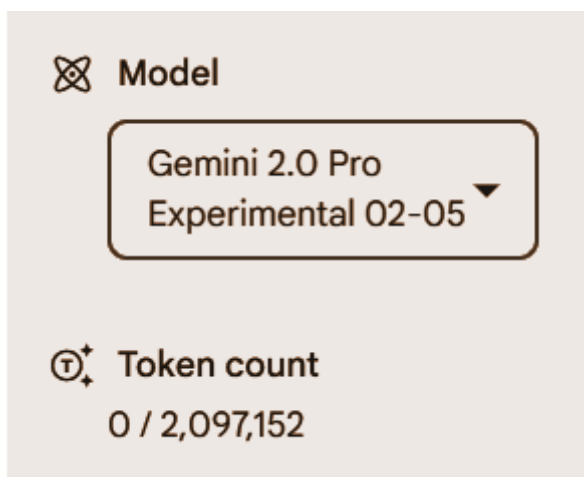 Model
Gemini 2.0 Pro
Experimental 02-05
Token count
0 / 2,097,152